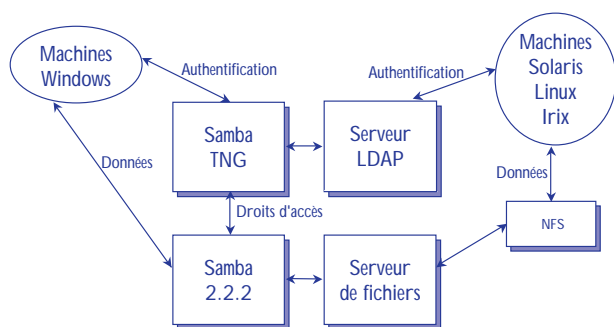 Machines
Windows
Authentification
Authentification
Machines
Solaris
Linux
Irix
Samba
TNG
Serveur
LDAP
Données
Données
Droits d'accès
NFS
Samba
2.2.2
Serveur
de fichiers